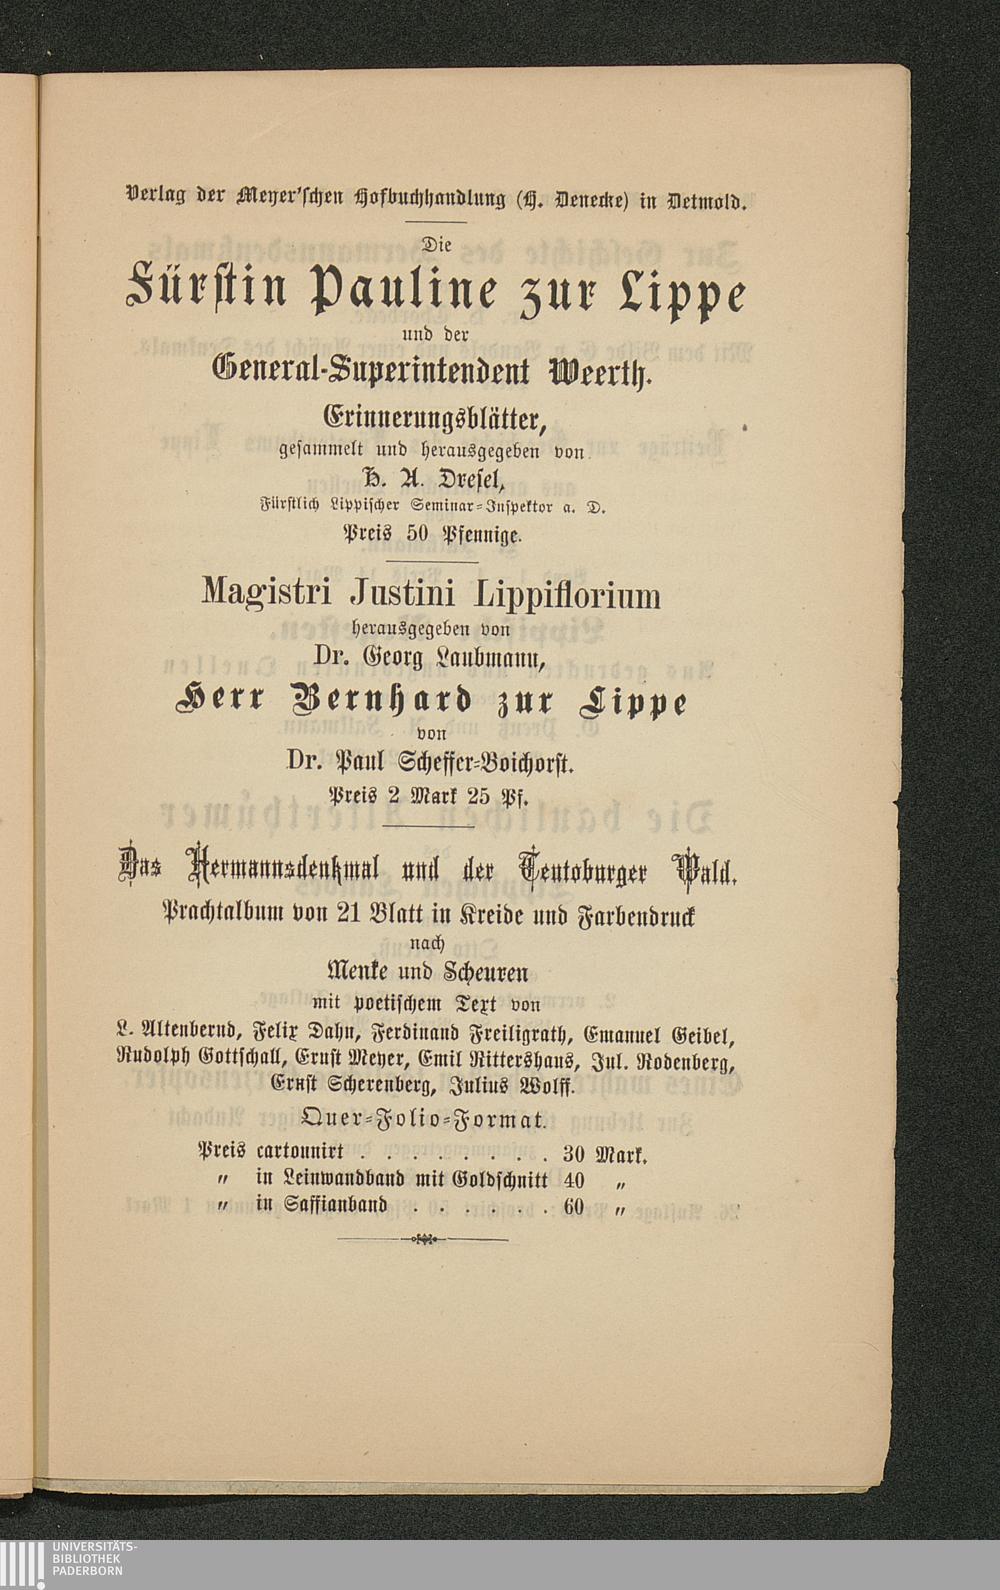 Verlag der Meyer'schen Hofbuchhandlung (H. Denecke) in Detmold.
Die
Fürstin Pauline zur Lippe
und der
General-Superintendent Weerth.
Erinnerungsblätter,
gesammelt und herausgegeben von
H. A. Dresel,
Fürstlich Lippischer Seminar-Inspektor a. D.
Preis 50 Pfennige.
Magistri Justini Lippiflorium
herausgegeben von
Dr. Georg Laubmann,
Herr Bernhard zur Lippe
von
Dr. Paul Scheffer-Boichorst.
Preis 2 Mark 25 Pf.
Das Hermannsdenkmal und der Teutoburger Wald.
Prachtalbum von 21 Blatt in Kreide und Farbendruck
nach
Menke und Scheuren
mit poetischem Text von
L. Altenbernd, Felix Dahn, Ferdinand Freiligrath, Emanuel Geibel,
Rudolph Gottschall, Ernst Meyer, Emil Rittershaus, Jul. Rodenberg,
Ernst Scherenberg, Julius Wolff.
Quer-Folio-Format.
Preis cartonnirt . . . . . . . . 30 Mark.
„ in Leinwandband mit Goldschnitt 40 „
„ in Saffianband . . . . . . 60 „
UNIVERSITÄTS-
BIBLIOTHEK
PADERBORN